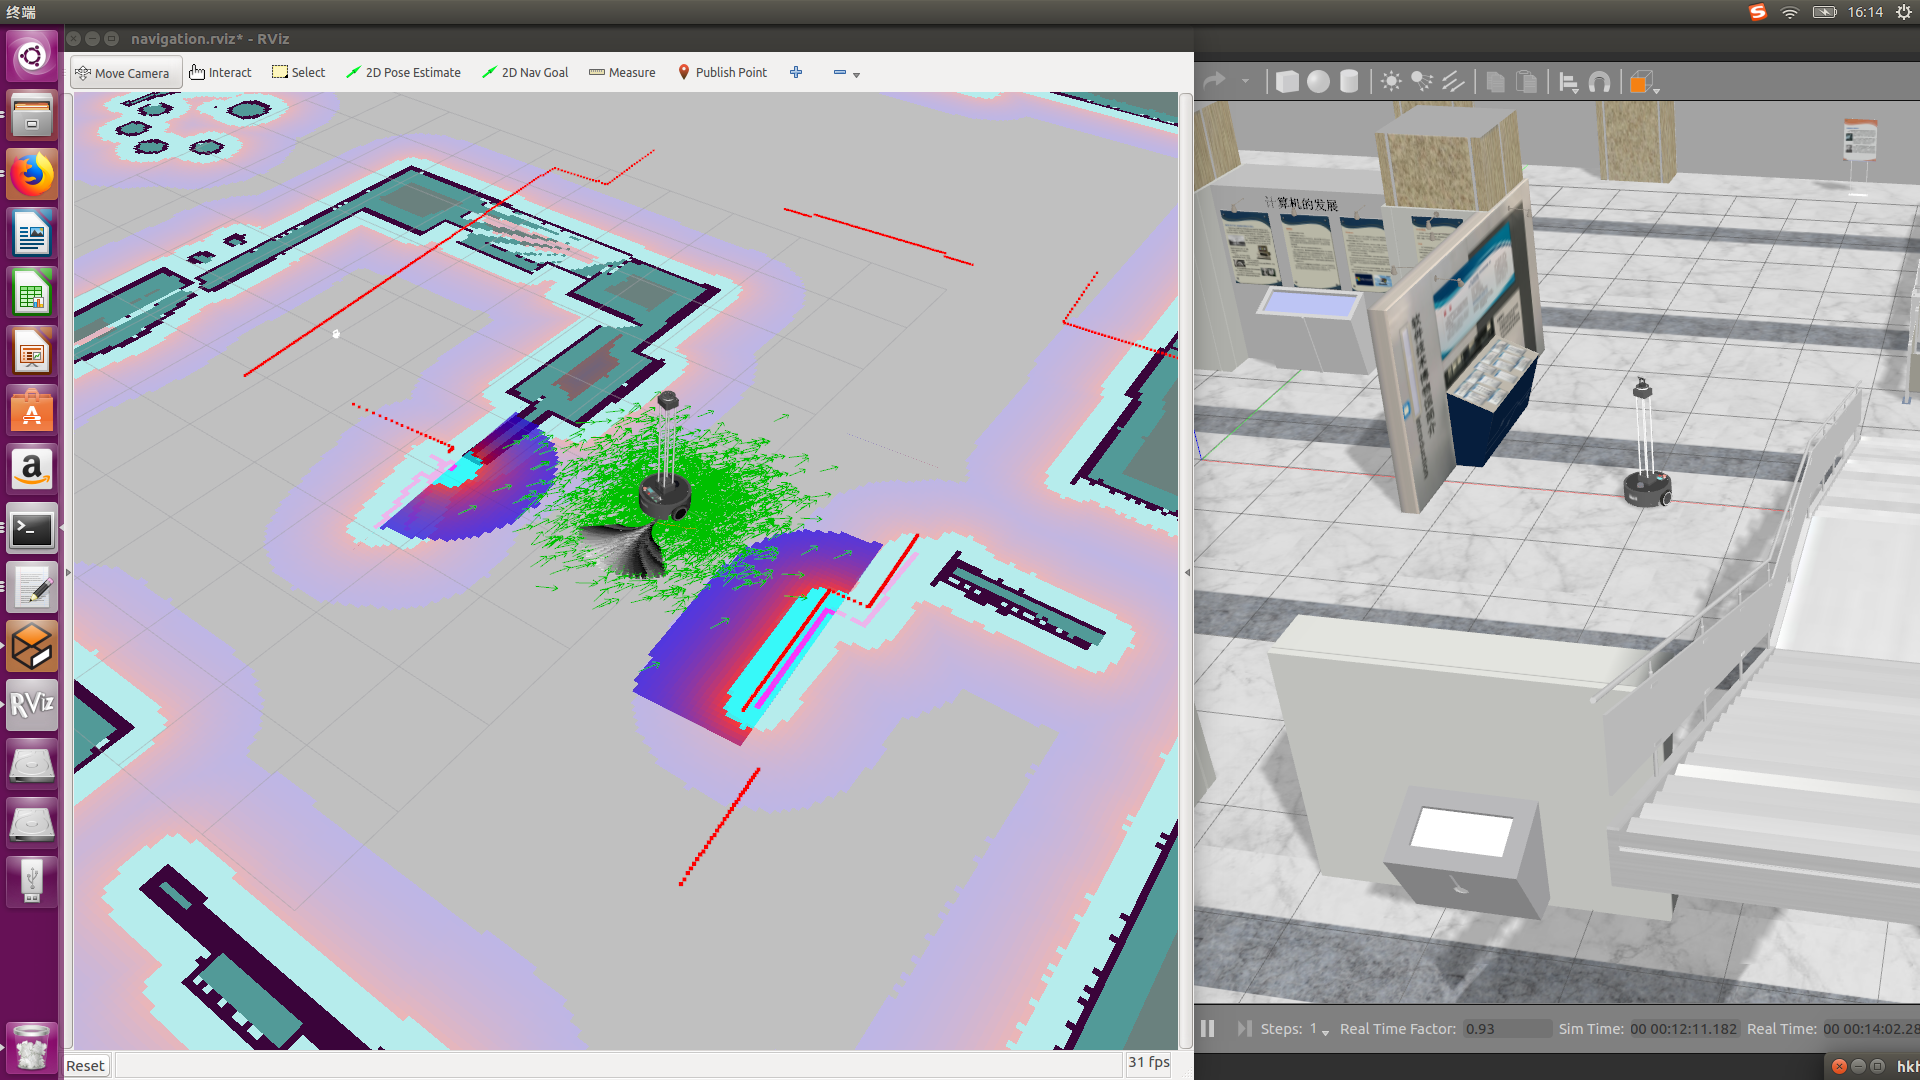 终端
16:14
navigation.rviz* - RViz
Move Camera
Interact
Select
2D Pose Estimate
2D Nav Goal
Measure
Publish Point
计算机的发展
RViz
Reset
31 fps
Steps: 1
Real Time Factor: 0.93
Sim Time: 00 00:12:11.182
Real Time: 00 00:14:02.28
hkh